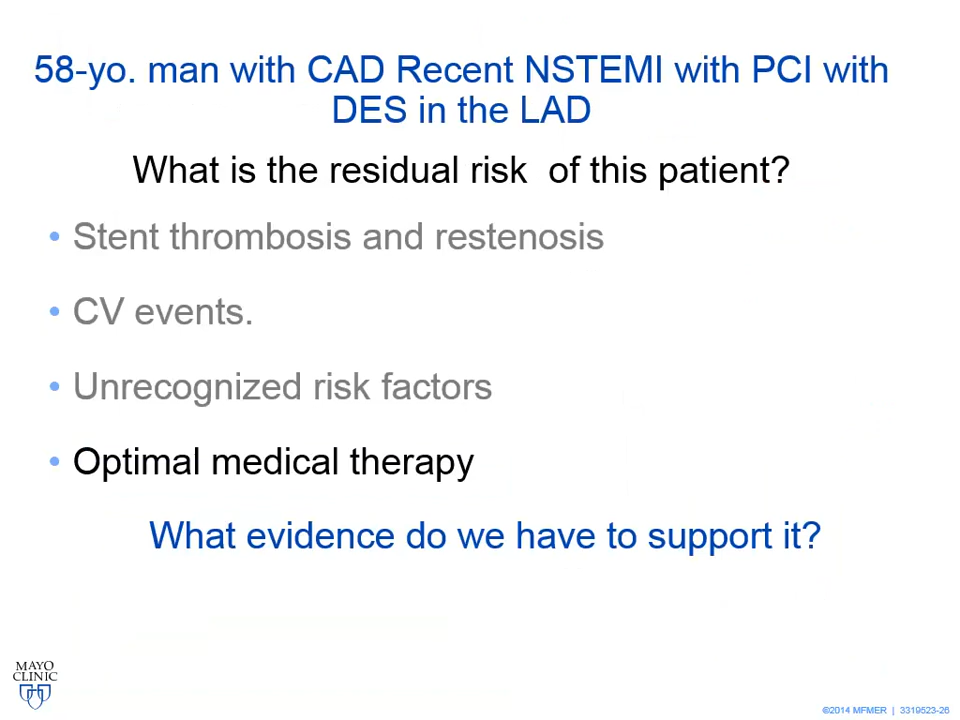 58-yo. man with CAD Recent NSTEMI with PCI with
DES in the LAD
What is the residual risk of this patient?
• Stent thrombosis and restenosis
• CV events.
• Unrecognized risk factors
• Optimal medical therapy
What evidence do we have to support it?
MAYO
CLINIC
©2014 MFMER | 3319523-26